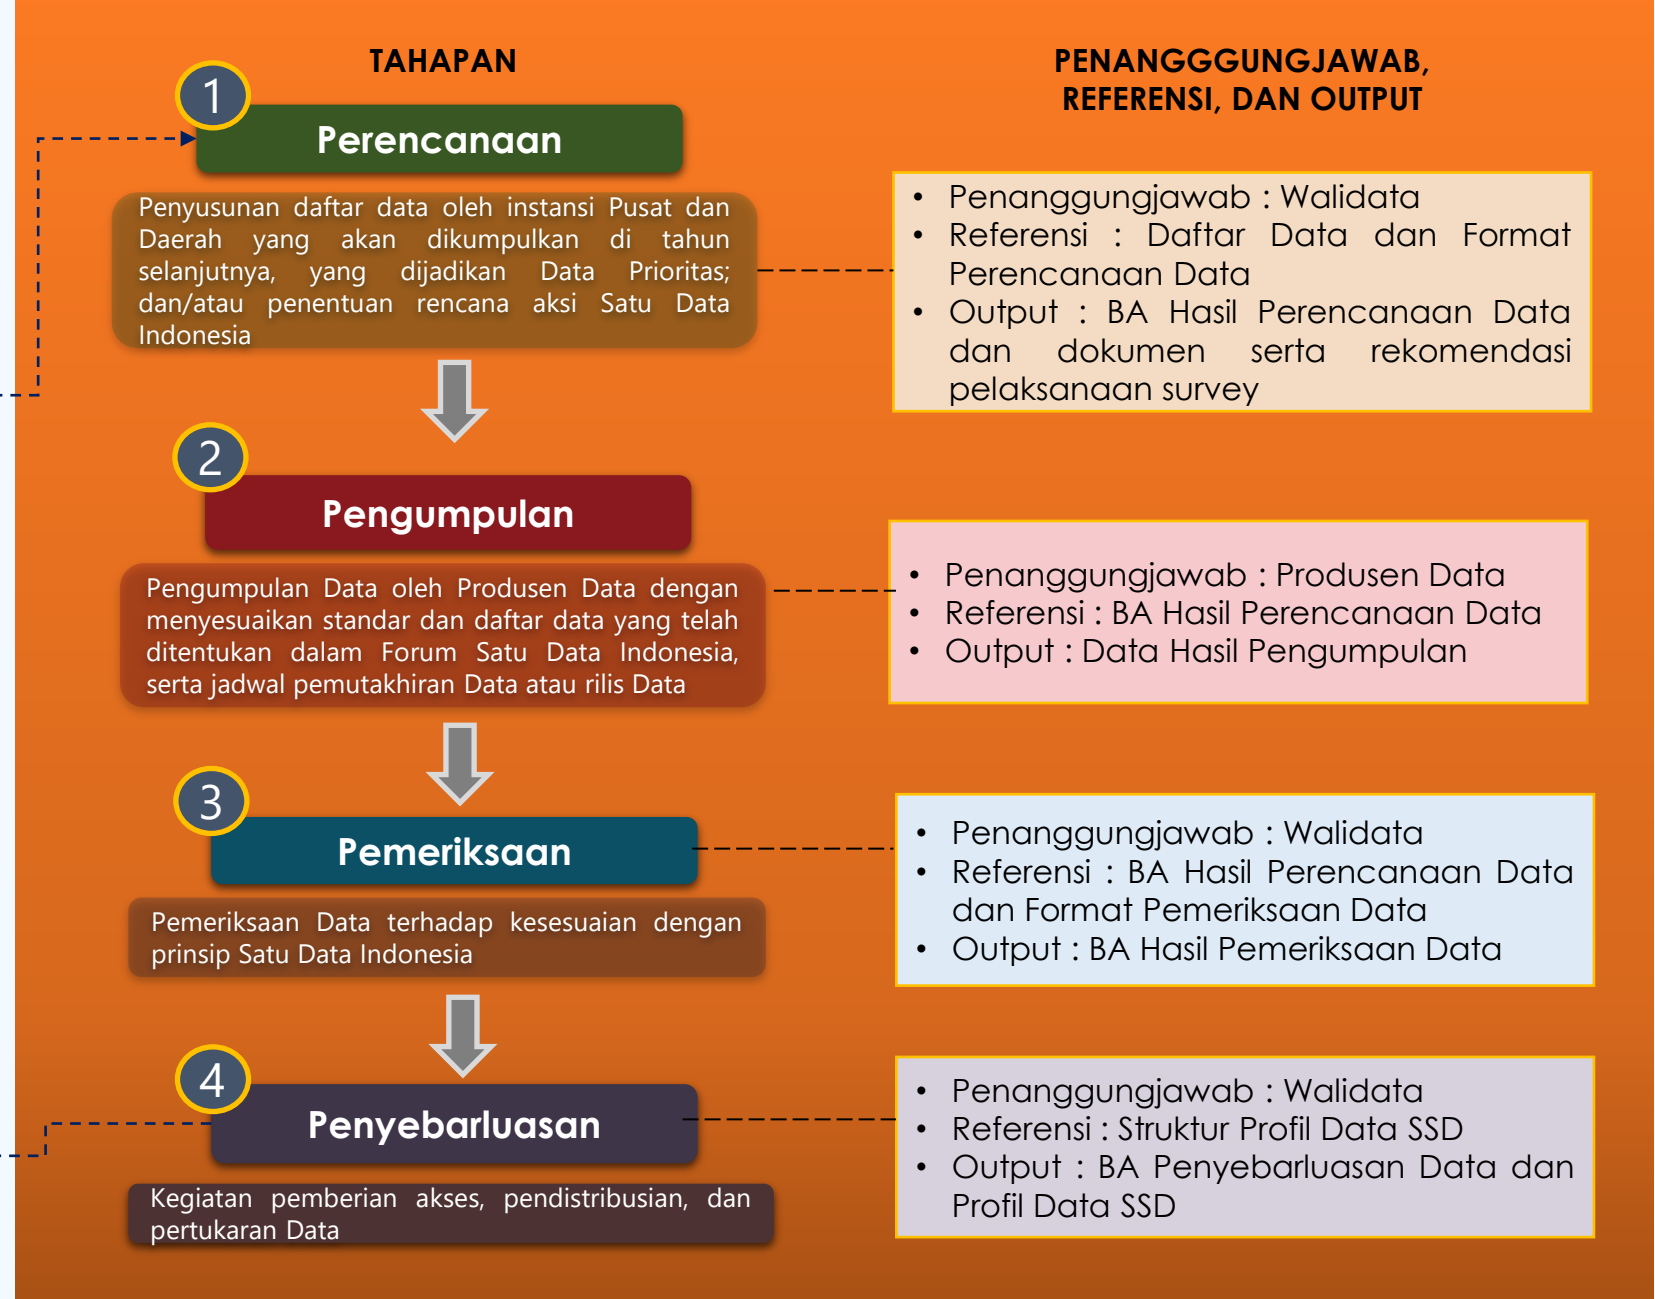 TAHAPAN
PENANGGGUNGJAWAB,
REFERENSI, DAN OUTPUT
1
Perencanaan
Penyusunan daftar data oleh instansi Pusat dan
Daerah yang akan dikumpulkan di tahun
selanjutnya, yang dijadikan Data Prioritas;
dan/atau penentuan rencana aksi Satu Data
Indonesia
• Penanggungjawab : Walidata
• Referensi : Daftar Data dan Format
Perencanaan Data
• Output : BA Hasil Perencanaan Data
dan dokumen serta rekomendasi
pelaksanaan survey
2
Pengumpulan
Pengumpulan Data oleh Produsen Data dengan
menyesuaikan standar dan daftar data yang telah
ditentukan dalam Forum Satu Data Indonesia,
serta jadwal pemutakhiran Data atau rilis Data
• Penanggungjawab : Produsen Data
• Referensi : BA Hasil Perencanaan Data
• Output : Data Hasil Pengumpulan
3
Pemeriksaan
Pemeriksaan Data terhadap kesesuaian dengan
prinsip Satu Data Indonesia
• Penanggungjawab : Walidata
• Referensi : BA Hasil Perencanaan Data
dan Format Pemeriksaan Data
• Output : BA Hasil Pemeriksaan Data
4
Penyebarluasan
Kegiatan pemberian akses, pendistribusian, dan
pertukaran Data
• Penanggungjawab : Walidata
• Referensi : Struktur Profil Data SSD
• Output : BA Penyebarluasan Data dan
Profil Data SSD